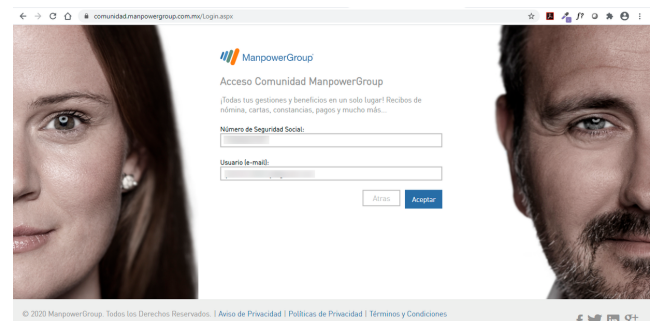 comunidad.manpowergroup.com.mx/Login.aspx
ManpowerGroup
Acceso Comunidad ManpowerGroup
¡Todas tus gestiones y beneficios en un solo lugar! Recibos de
nómina, cartas, constancias, pagos y mucho más...
Número de Seguridad Social:
Usuario (e-mail):
Atras Aceptar
© 2020 ManpowerGroup. Todos los Derechos Reservados. | Aviso de Privacidad | Políticas de Privacidad | Términos y Condiciones